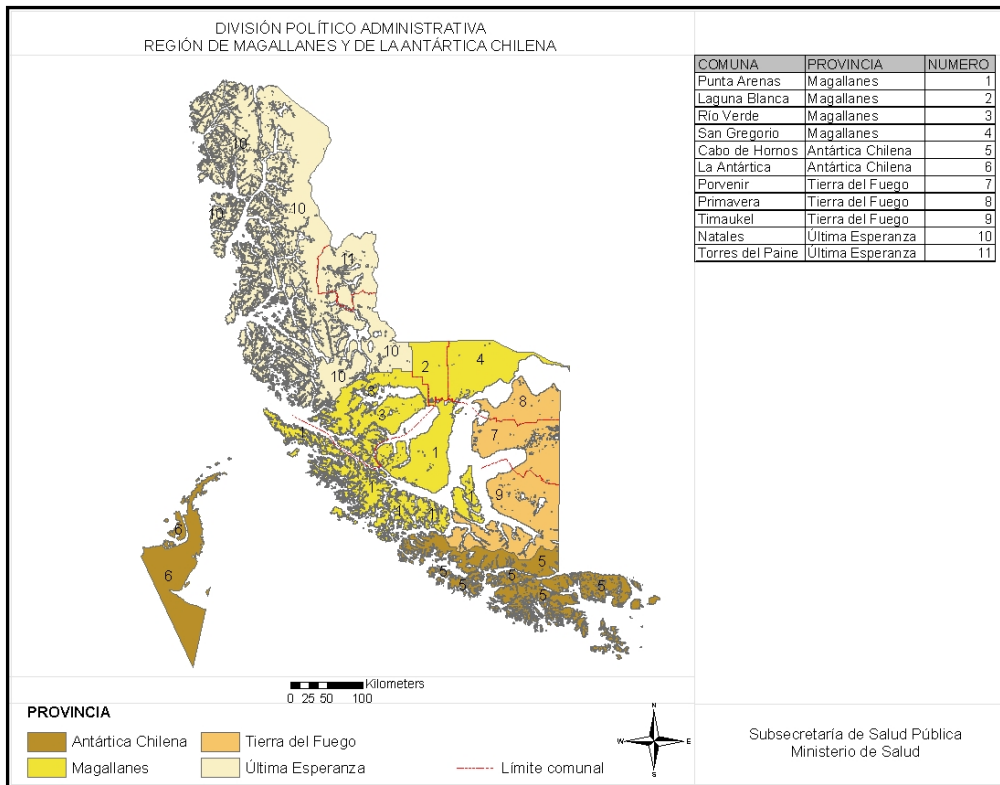 DIVISIÓN POLÍTICO ADMINISTRATIVA
REGIÓN DE MAGALLANES Y DE LA ANTÁRTICA CHILENA
COMUNA PROVINCIA NUMERO
Punta Arenas Magallanes 1
Laguna Blanca Magallanes 2
Río Verde Magallanes 3
San Gregorio Magallanes 4
Cabo de Hornos Antártica Chilena 5
La Antártica Antártica Chilena 6
Porvenir Tierra del Fuego 7
Primavera Tierra del Fuego 8
Timaukel Tierra del Fuego 9
Natales Última Esperanza 10
Torres del Paine Última Esperanza 11
10
10
10
11
10
10
2
4
3
3
8
7
1
1
1
9
1
1
1
6
6
5
5
5
5
5
5
Kilometers
0 25 50 100
PROVINCIA
Antártica Chilena
Tierra del Fuego
Magallanes
Última Esperanza
Límite comunal
N
W E
S
Subsecretaría de Salud Pública
Ministerio de Salud